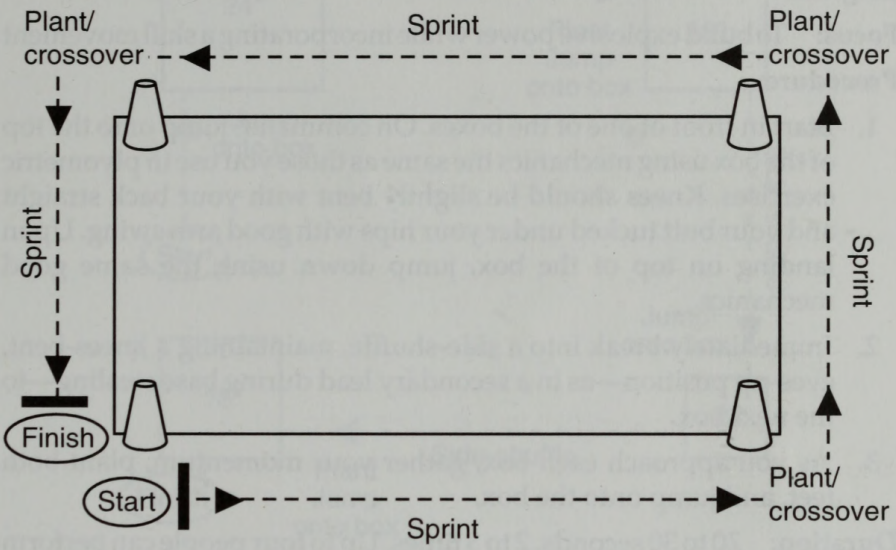 Plant/
crossover
Sprint
Plant/
crossover
Sprint
Sprint
Finish
Start
Sprint
Plant/
crossover